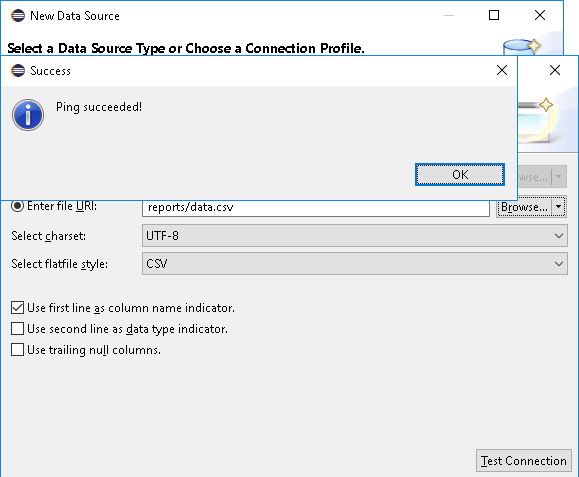 New Data Source
Select a Data Source Type or Choose a Connection Profile.
Success
Ping succeeded!
OK
Enter file URI:
reports/data.csv
Browse...
Select charset:
UTF-8
Select flatfile style:
CSV
Use first line as column name indicator.
Use second line as data type indicator.
Use trailing null columns.
Test Connection